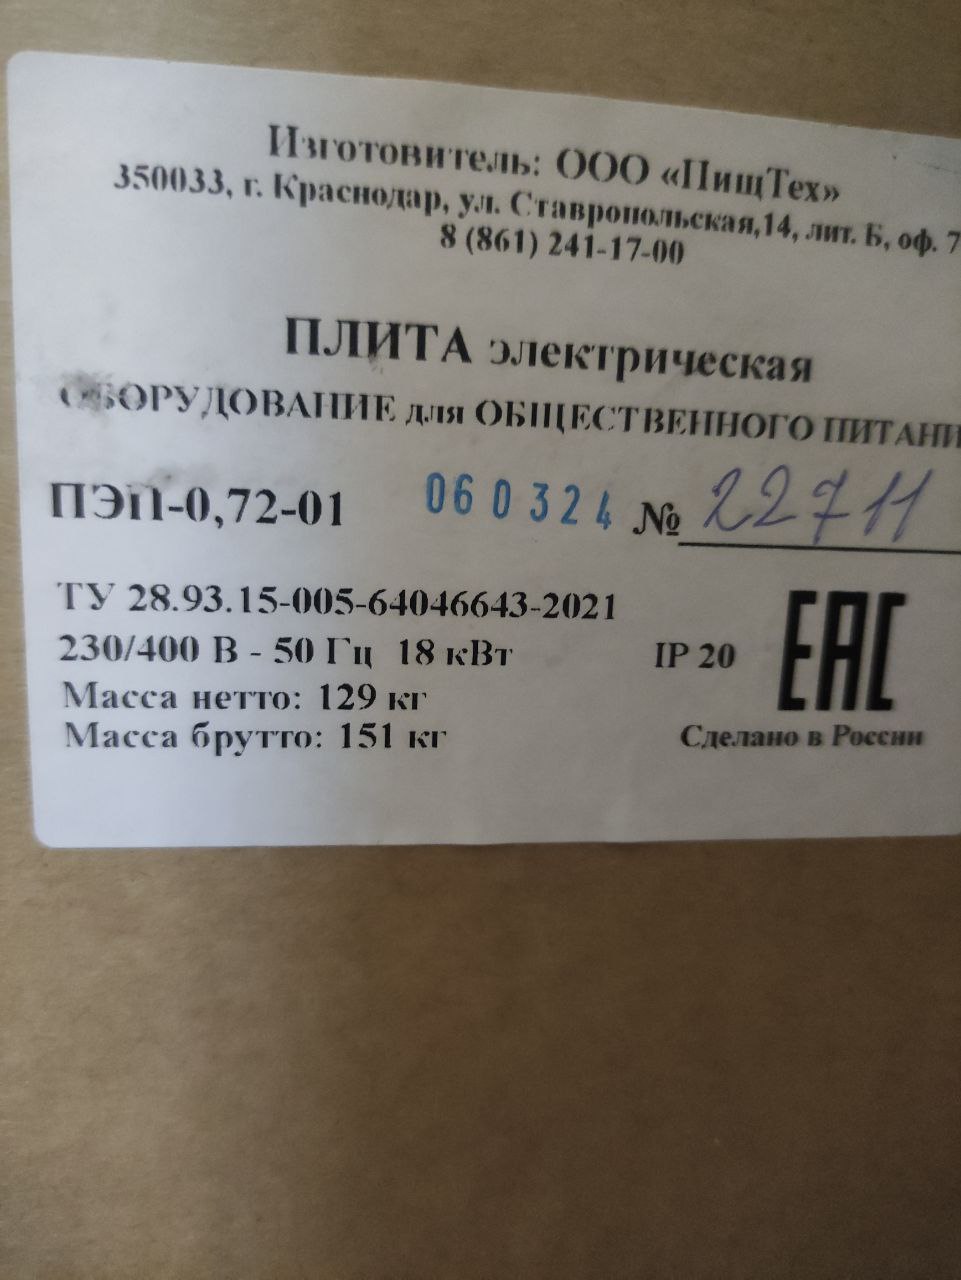 Изготовитель: ООО «ПищТех»
350033, г. Краснодар, ул. Ставропольская,14, лит. Б, оф. 7
8 (861) 241-17-00
ПЛИТА электрическая
ОБОРУДОВАНИЕ для ОБЩЕСТВЕННОГО ПИТАНИ
ПЭП-0,72-01 060324 № 22711
ТУ 28.93.15-005-64046643-2021
230/400 В - 50 Гц 18 кВт IP 20 EAC
Масса нетто: 129 кг
Масса брутто: 151 кг Сделано в России